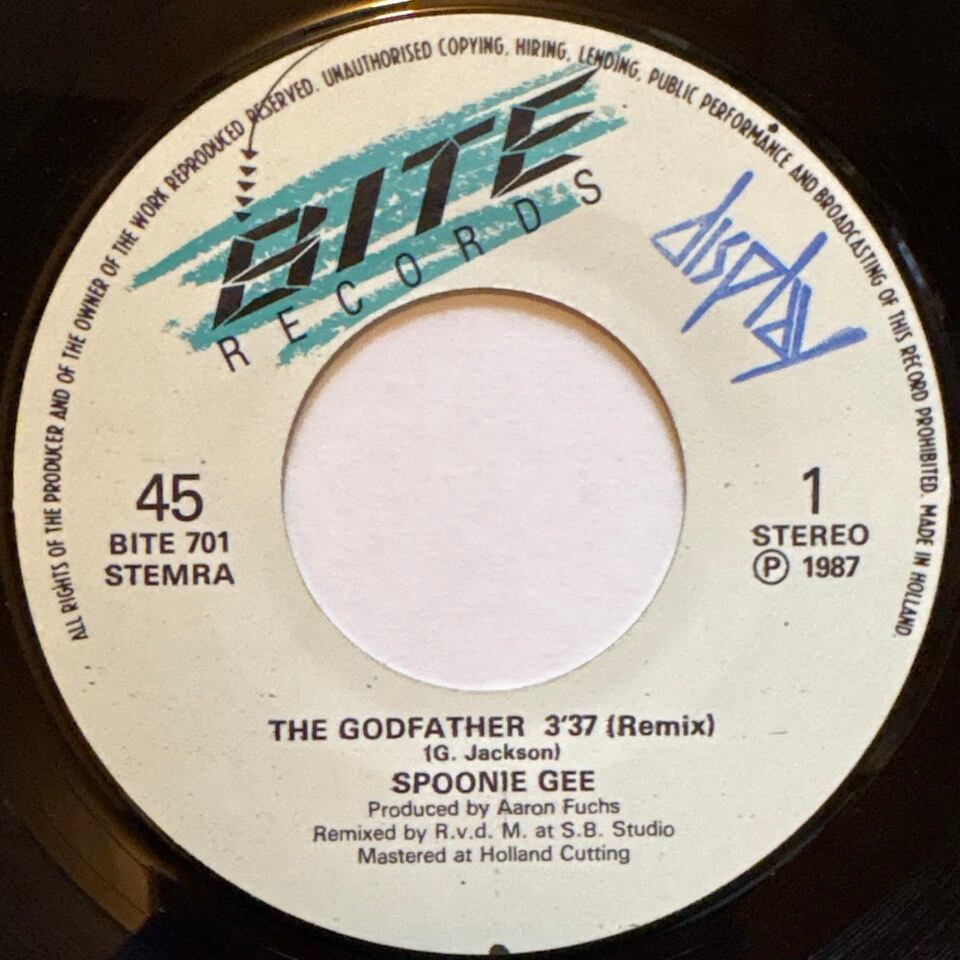 ALL RIGHTS OF THE PRODUCER AND OF THE OWNER OF THE WORK REPRODUCED RESERVED. UNAUTHORISED COPYING, HIRING, LENDING, PUBLIC PERFORMANCE AND BROADCASTING OF THIS RECORD PROHIBITED. MADE IN HOLLAND.
BITE
RECORDS
display
45
BITE 701
STEMRA
1
STEREO
Ⓟ 1987
THE GODFATHER 3'37 (Remix)
(G. Jackson)
SPOONIE GEE
Produced by Aaron Fuchs
Remixed by R.v.d. M. at S.B. Studio
Mastered at Holland Cutting